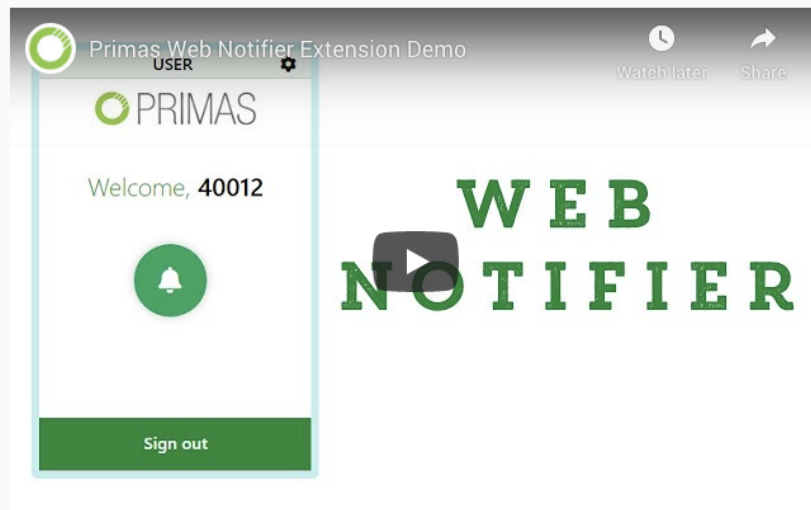 Primas Web Notifier Extension Demo
Watch later
Share
USER
PRIMAS
Welcome, 40012
WEB
NOTIFIER
Sign out